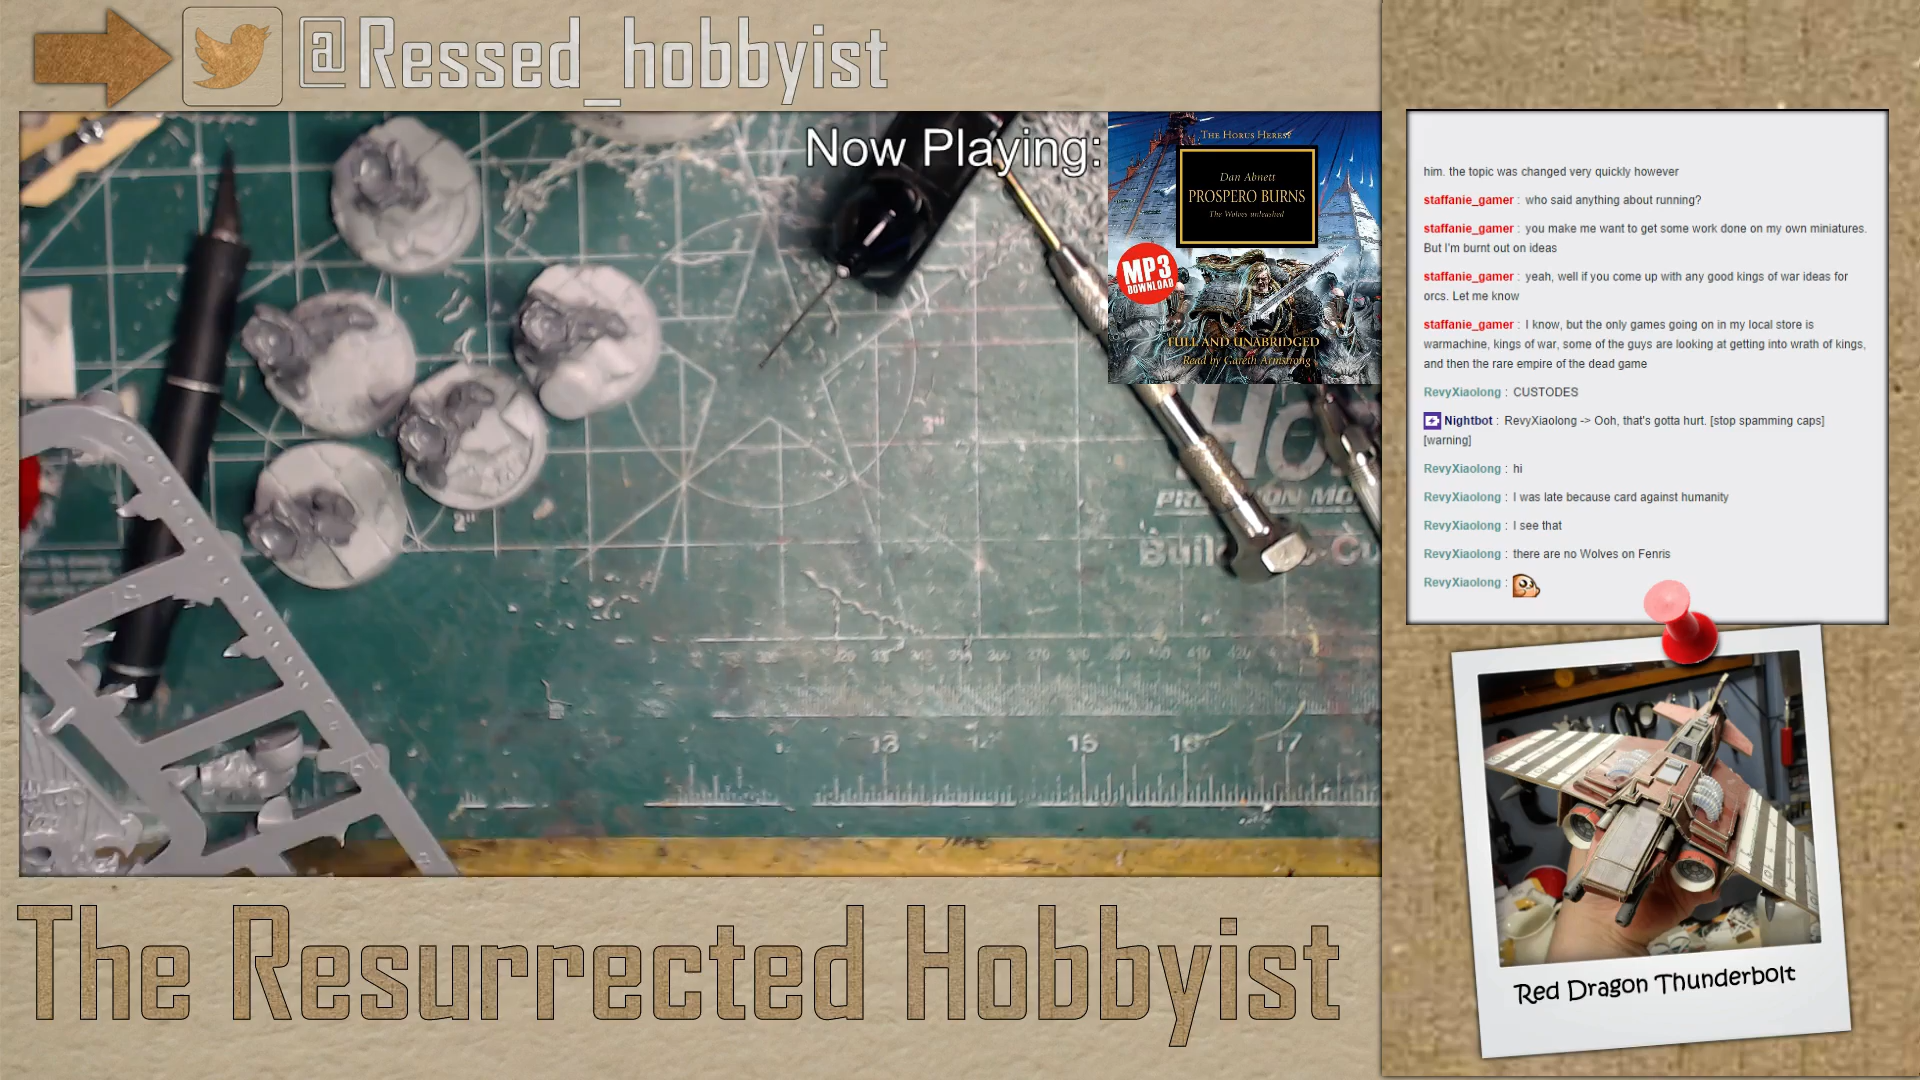 @Ressed_hobbyist
Now Playing:
THE HORUS HERESY
Dan Abnett
PROSPERO BURNS
The Wolves unleashed
MP3
DOWNLOAD
FULL AND UNABRIDGED
Read by Gareth Armstrong
3"
2"
13
14
15
16
17
him. the topic was changed very quickly however
staffanie_gamer : who said anything about running?
staffanie_gamer : you make me want to get some work done on my own miniatures.
But I'm burnt out on ideas
staffanie_gamer : yeah, well if you come up with any good kings of war ideas for
orcs. Let me know
staffanie_gamer : I know, but the only games going on in my local store is
warmachine, kings of war, some of the guys are looking at getting into wrath of kings,
and then the rare empire of the dead game
RevyXiaolong : CUSTODES
Nightbot : RevyXiaolong -> Ooh, that's gotta hurt. [stop spamming caps]
[warning]
RevyXiaolong : hi
RevyXiaolong : I was late because card against humanity
RevyXiaolong : I see that
RevyXiaolong : there are no Wolves on Fenris
RevyXiaolong :
Red Dragon Thunderbolt
The Resurrected Hobbyist